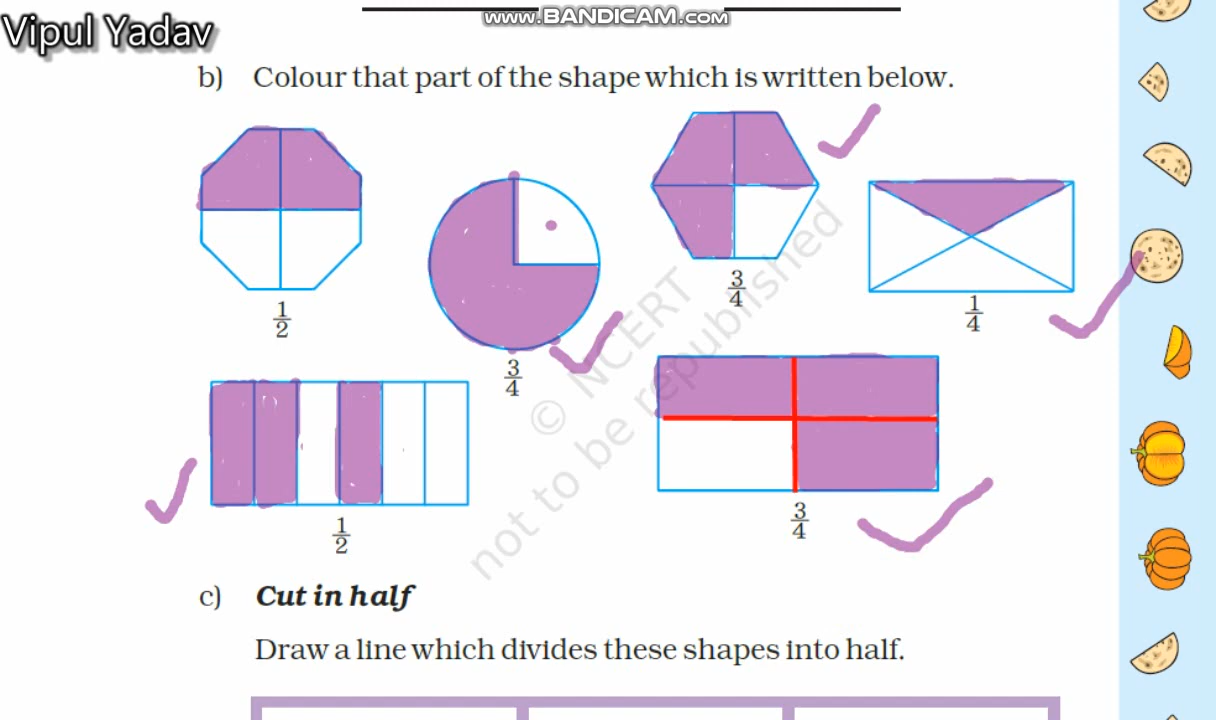 www.BANDICAM.com
Vipul Yadav
b) Colour that part of the shape which is written below.
1/2
3/4
3/4
1/4
1/2
3/4
© NCERT
not to be republished
c) Cut in half
Draw a line which divides these shapes into half.